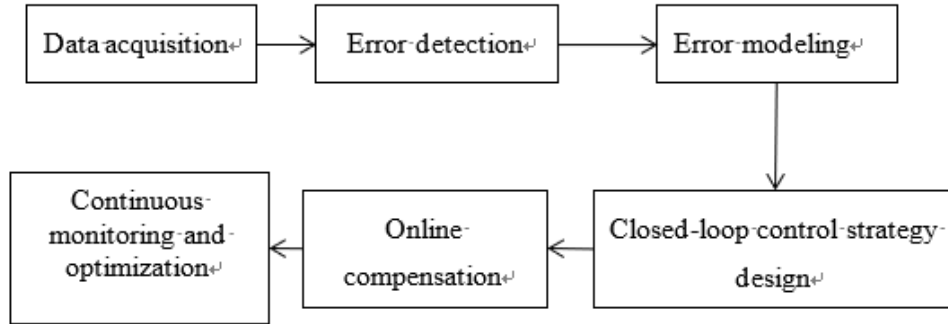 Data acquisition
Error detection
Error modeling
Closed-loop control strategy
design
Online
compensation
Continuous
monitoring and
optimization